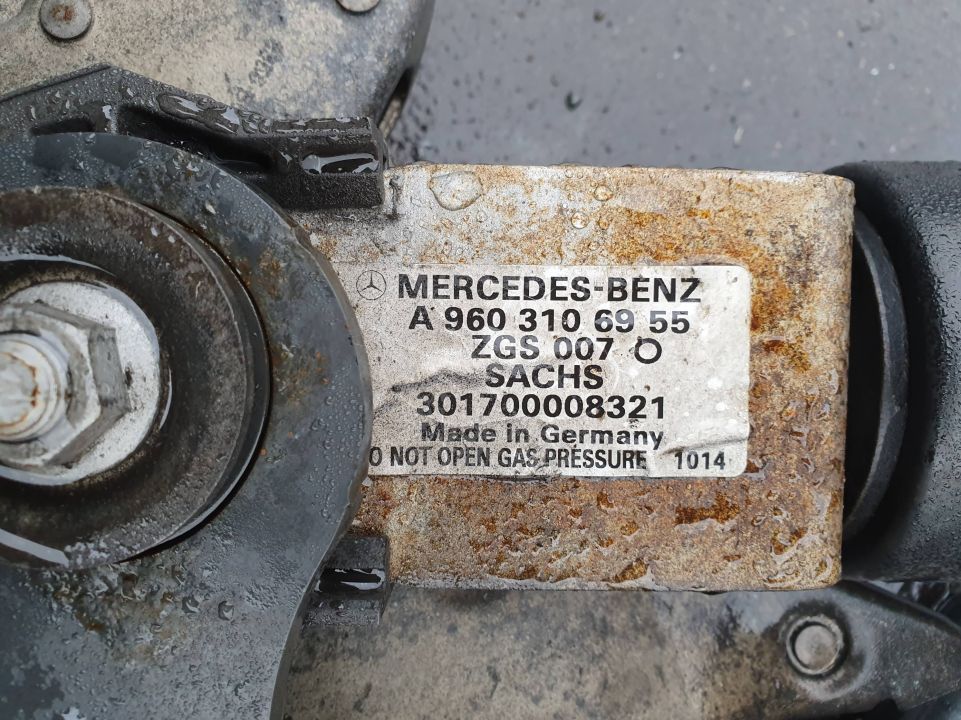 MERCEDES-BENZ
A 960 310 69 55
ZGS 007 O
SACHS
301700008321
Made in Germany
O NOT OPEN GAS PRESSURE 1014